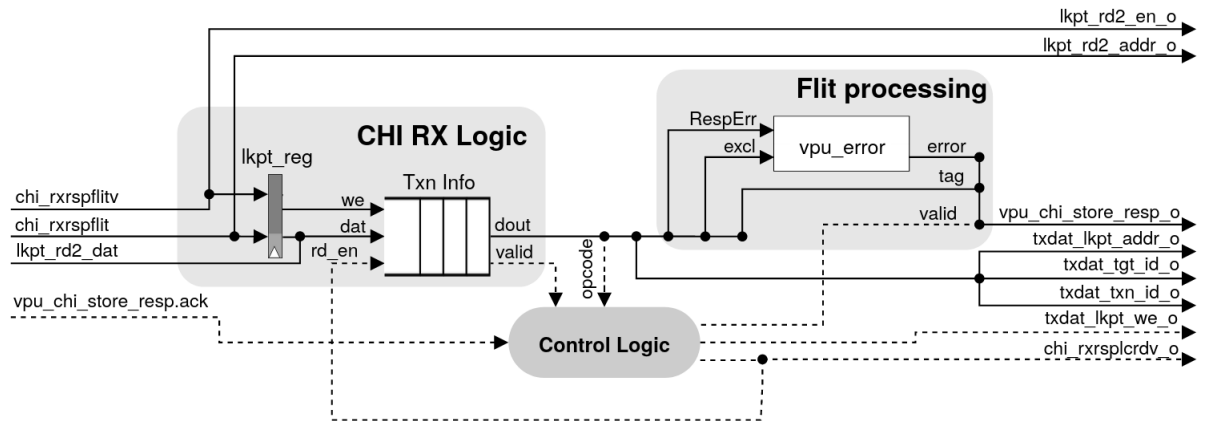 lkpt_rd2_en_o
lkpt_rd2_addr_o
Flit processing
RespErr
excl
vpu_error
error
tag
valid
CHI RX Logic
lkpt_reg
Txn Info
chi_rxrspflitv
chi_rxrspflit
lkpt_rd2_dat
we
dat
rd_en
dout
valid
opcode
vpu_chi_store_resp_o
txdat_lkpt_addr_o
txdat_tgt_id_o
txdat_txn_id_o
txdat_lkpt_we_o
chi_rxrsplcrdv_o
vpu_chi_store_resp.ack
Control Logic